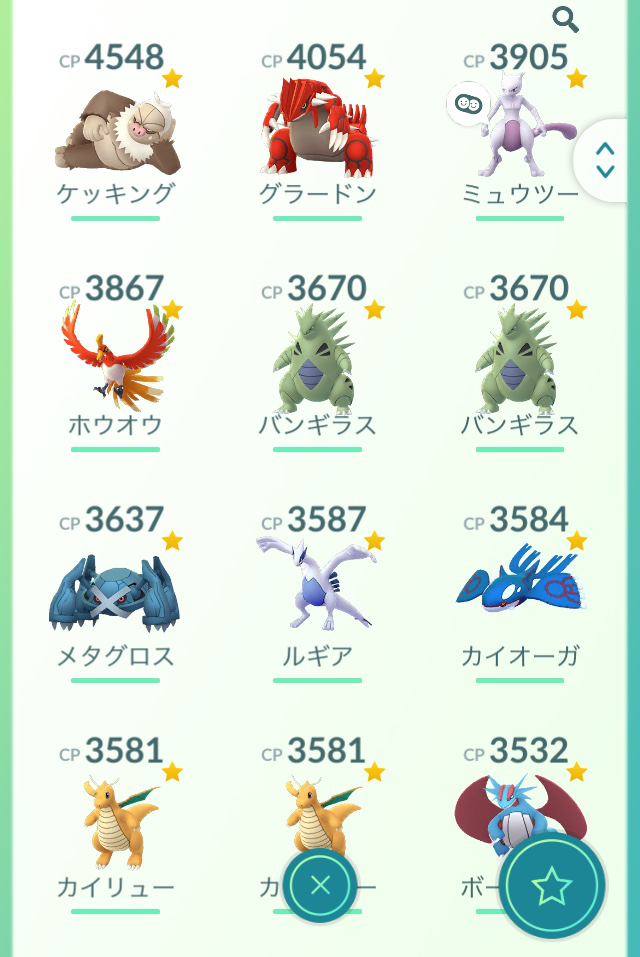 CP 4548
CP 4054
CP 3905
ケッキング
グラードン
ミュウツー
CP 3867
CP 3670
CP 3670
ホウオウ
バンギラス
バンギラス
CP 3637
CP 3587
CP 3584
メタグロス
ルギア
カイオーガ
CP 3581
CP 3581
CP 3532
カイリュー
カ ー
ボー